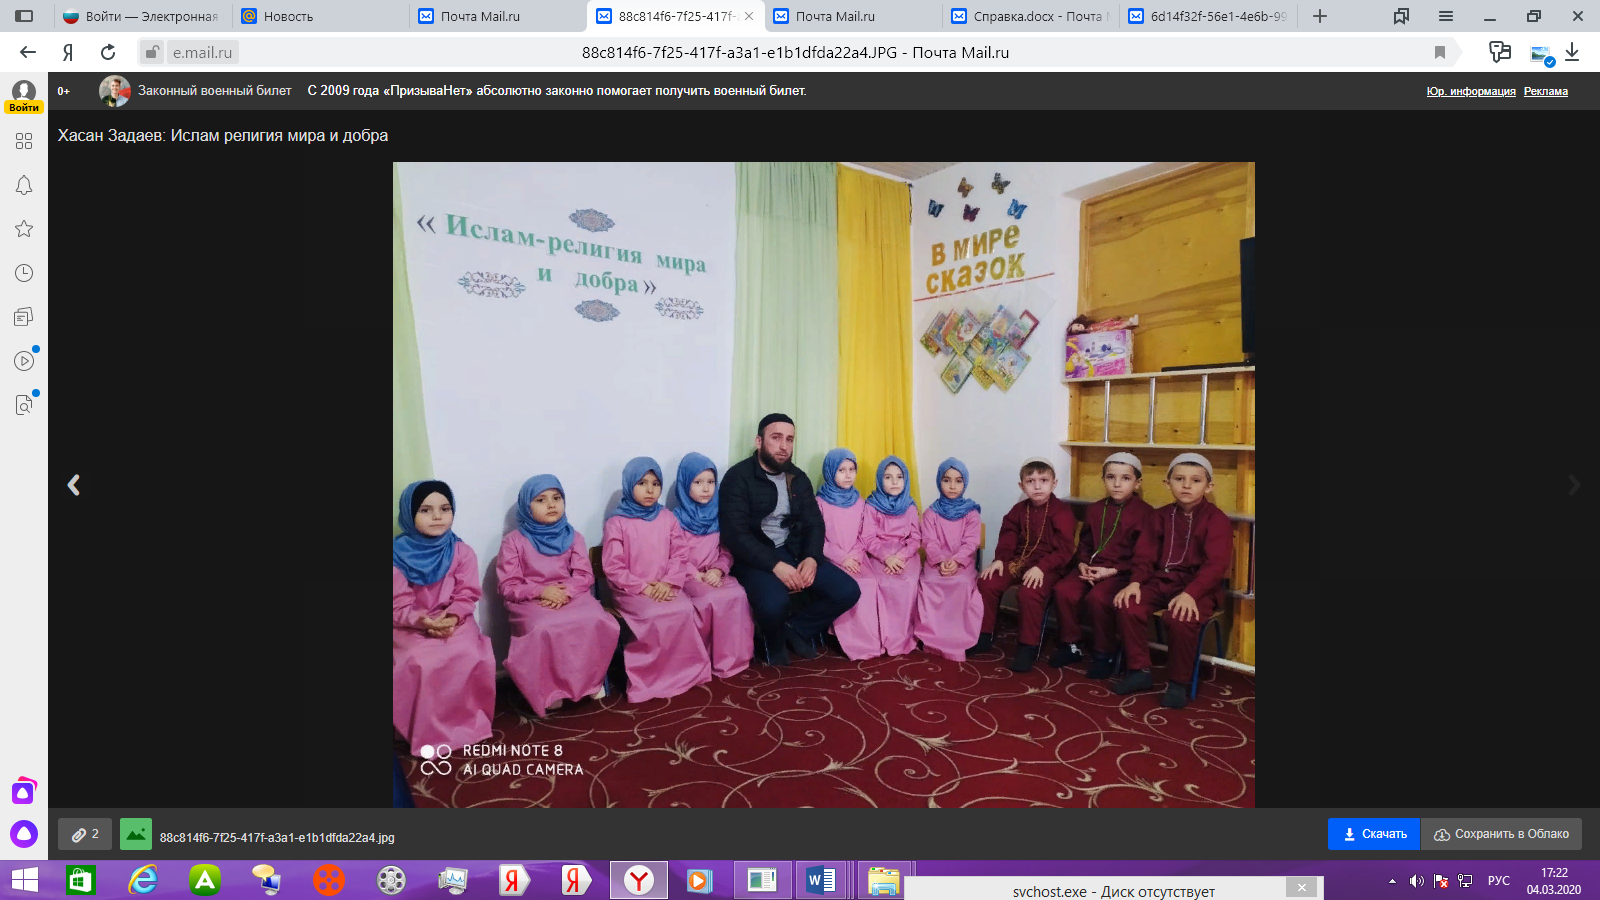 Войти — Электронная
Новость
Почта Mail.ru
88c814f6-7f25-417f-
Почта Mail.ru
Справка.docx - Почта
6d14f32f-56e1-4e6b-99
e.mail.ru
88c814f6-7f25-417f-a3a1-e1b1dfda22a4.JPG - Почта Mail.ru
Войти
0+
Законный военный билет
С 2009 года «ПризываНет» абсолютно законно помогает получить военный билет.
Юр. информация
Реклама
Хасан Задаев: Ислам религия мира и добра
« Ислам-религия мира
и добра»
В МИРЕ
СКАЗОК
REDMI NOTE 8
AI QUAD CAMERA
2
88c814f6-7f25-417f-a3a1-e1b1dfda22a4.jpg
Скачать
Сохранить в Облако
svchost.exe - Диск отсутствует
РУС
17:22
04.03.2020